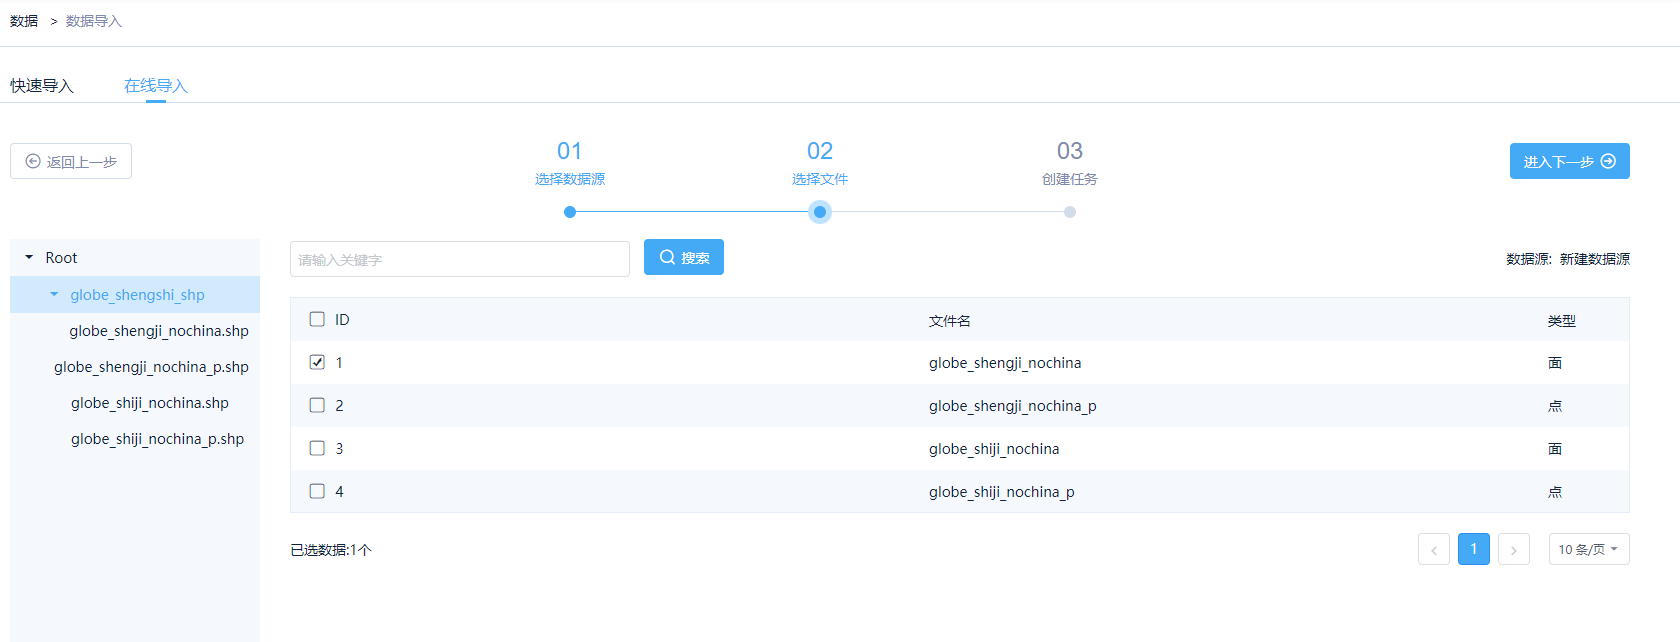 数据 > 数据导入
快速导入 在线导入
返回上一步
01 02 03
选择数据源 选择文件 创建任务
进入下一步
Root
globe_shengshi_shp
globe_shengji_nochina.shp
globe_shengji_nochina_p.shp
globe_shiji_nochina.shp
globe_shiji_nochina_p.shp
请输入关键字 搜索 数据源: 新建数据源
ID 文件名 类型
1 globe_shengji_nochina 面
2 globe_shengji_nochina_p 点
3 globe_shiji_nochina 面
4 globe_shiji_nochina_p 点
已选数据:1个 < 1 > 10 条/页